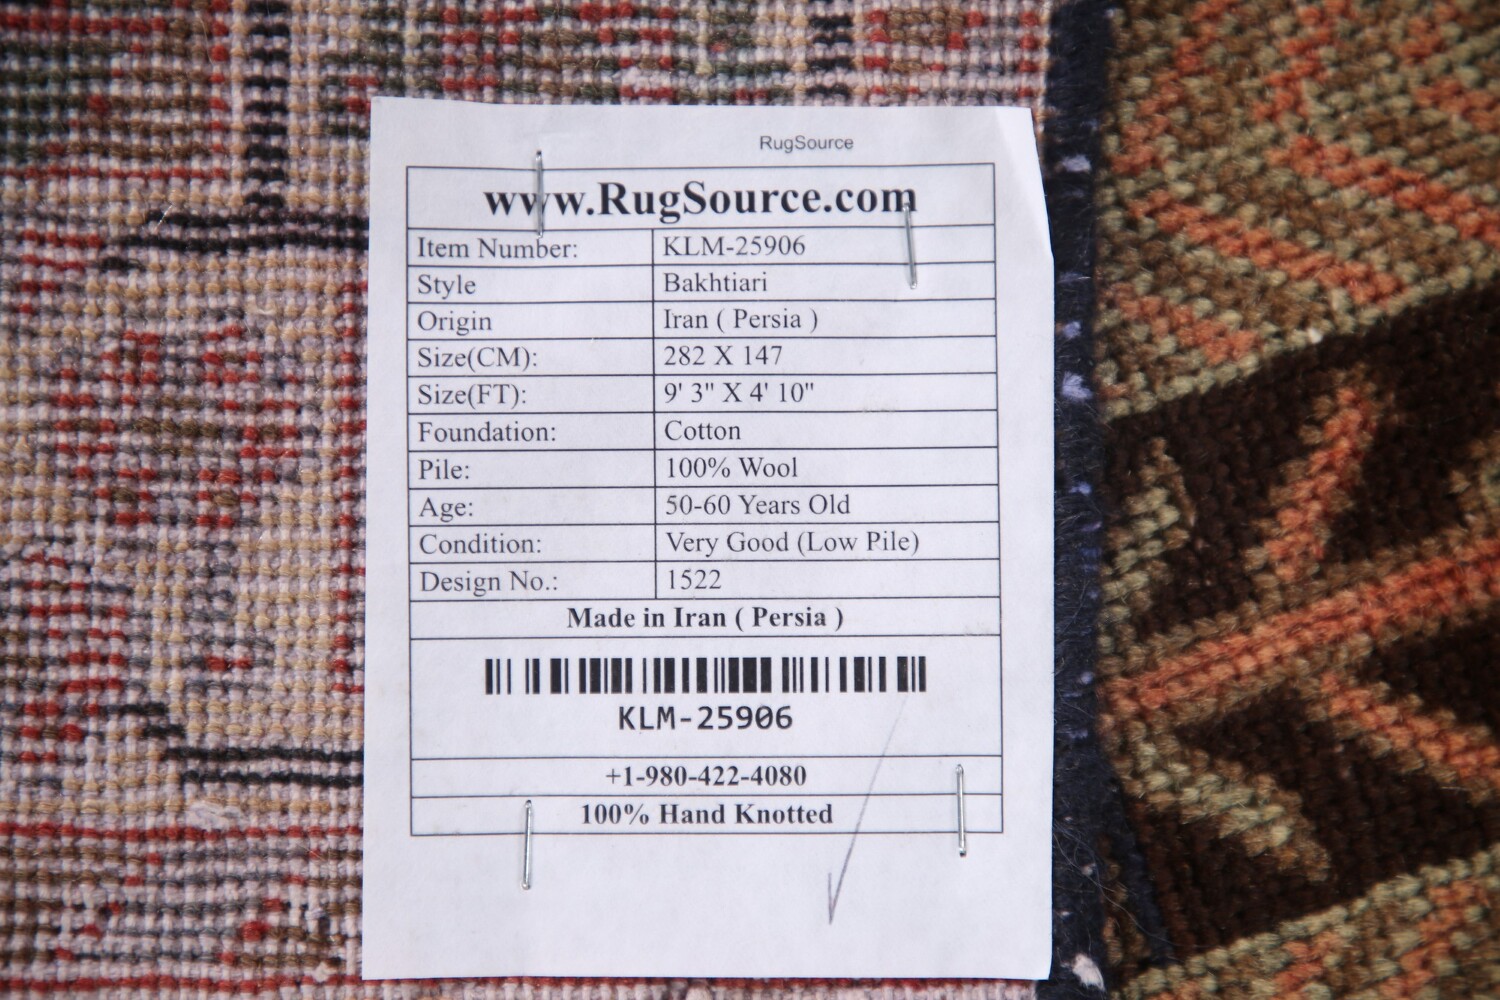 RugSource
www.RugSource.com
Item Number: KLM-25906
Style Bakhtiari
Origin Iran ( Persia )
Size(CM): 282 X 147
Size(FT): 9' 3" X 4' 10"
Foundation: Cotton
Pile: 100% Wool
Age: 50-60 Years Old
Condition: Very Good (Low Pile)
Design No.: 1522
Made in Iran ( Persia )
KLM-25906
+1-980-422-4080
100% Hand Knotted